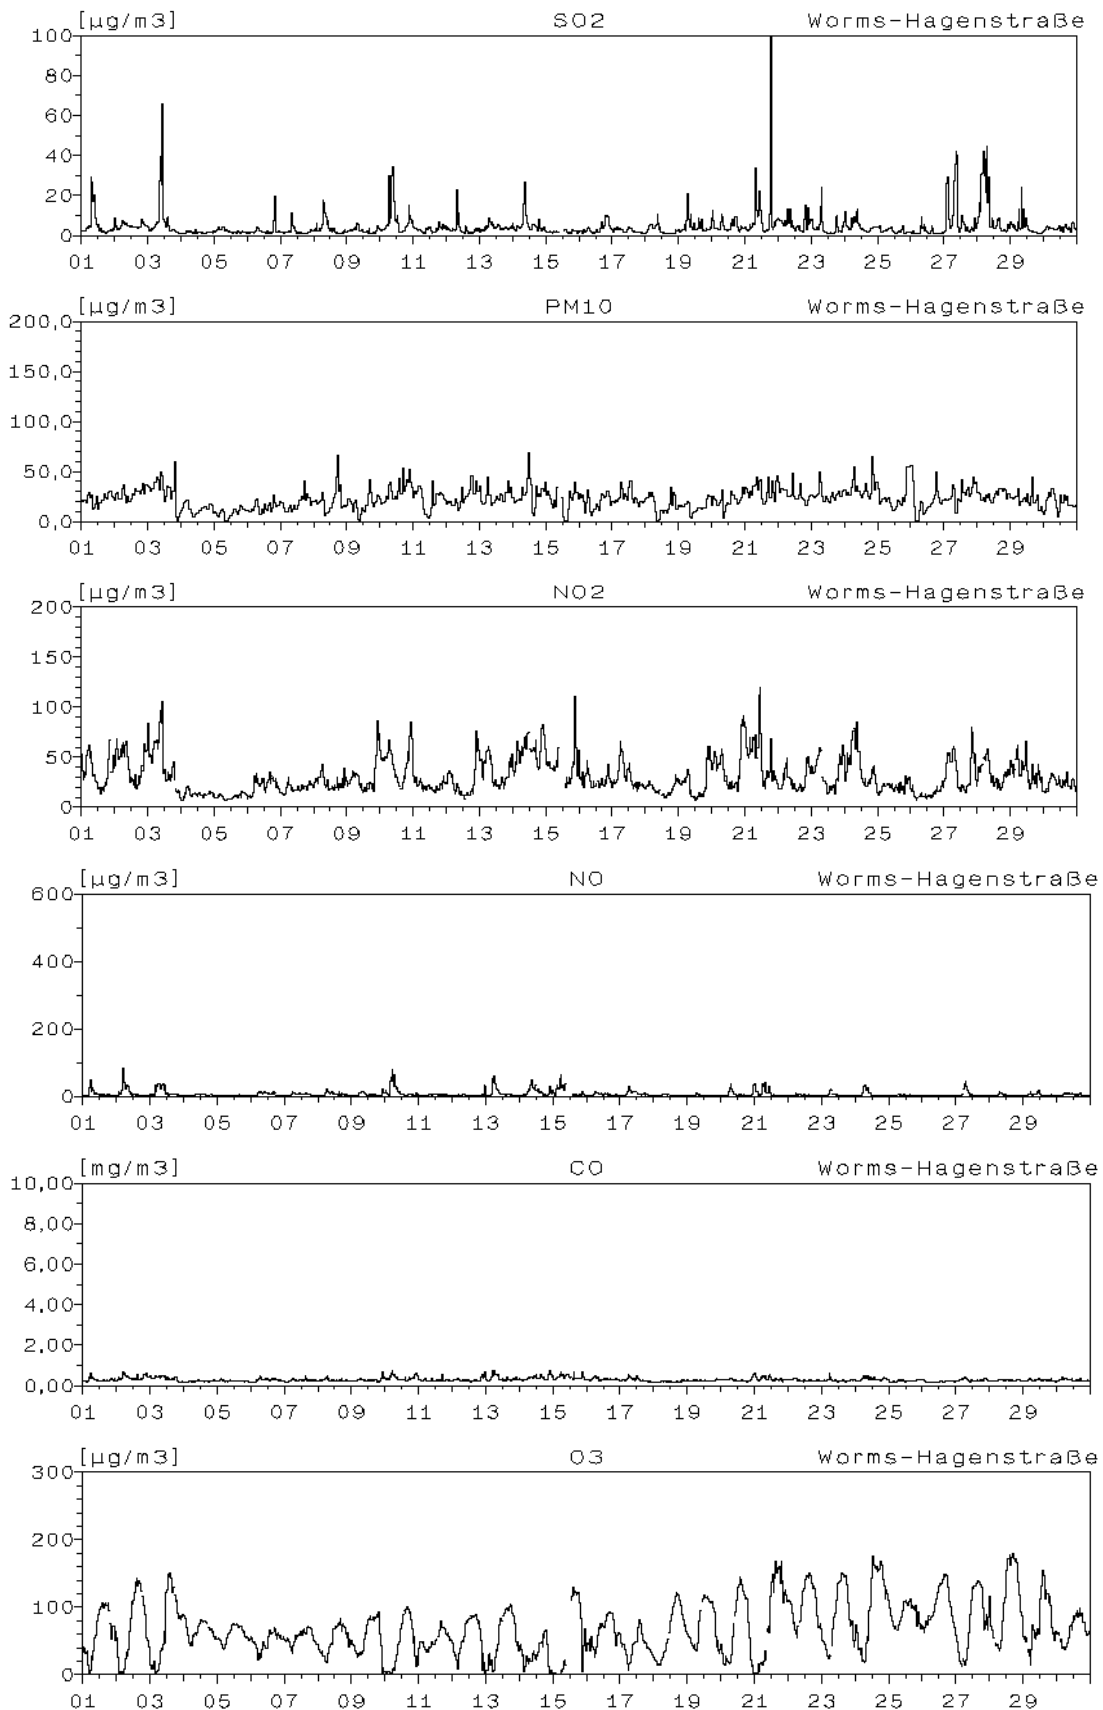 [µg/m3] SO2 Worms-Hagenstraße
100
80
60
40
20
0
01 03 05 07 09 11 13 15 17 19 21 23 25 27 29
[µg/m3] PM10 Worms-Hagenstraße
200,0
150,0
100,0
50,0
0,0
01 03 05 07 09 11 13 15 17 19 21 23 25 27 29
[µg/m3] NO2 Worms-Hagenstraße
200
150
100
50
0
01 03 05 07 09 11 13 15 17 19 21 23 25 27 29
[µg/m3] NO Worms-Hagenstraße
600
400
200
0
01 03 05 07 09 11 13 15 17 19 21 23 25 27 29
[mg/m3] CO Worms-Hagenstraße
10,00
8,00
6,00
4,00
2,00
0,00
01 03 05 07 09 11 13 15 17 19 21 23 25 27 29
[µg/m3] O3 Worms-Hagenstraße
300
200
100
0
01 03 05 07 09 11 13 15 17 19 21 23 25 27 29